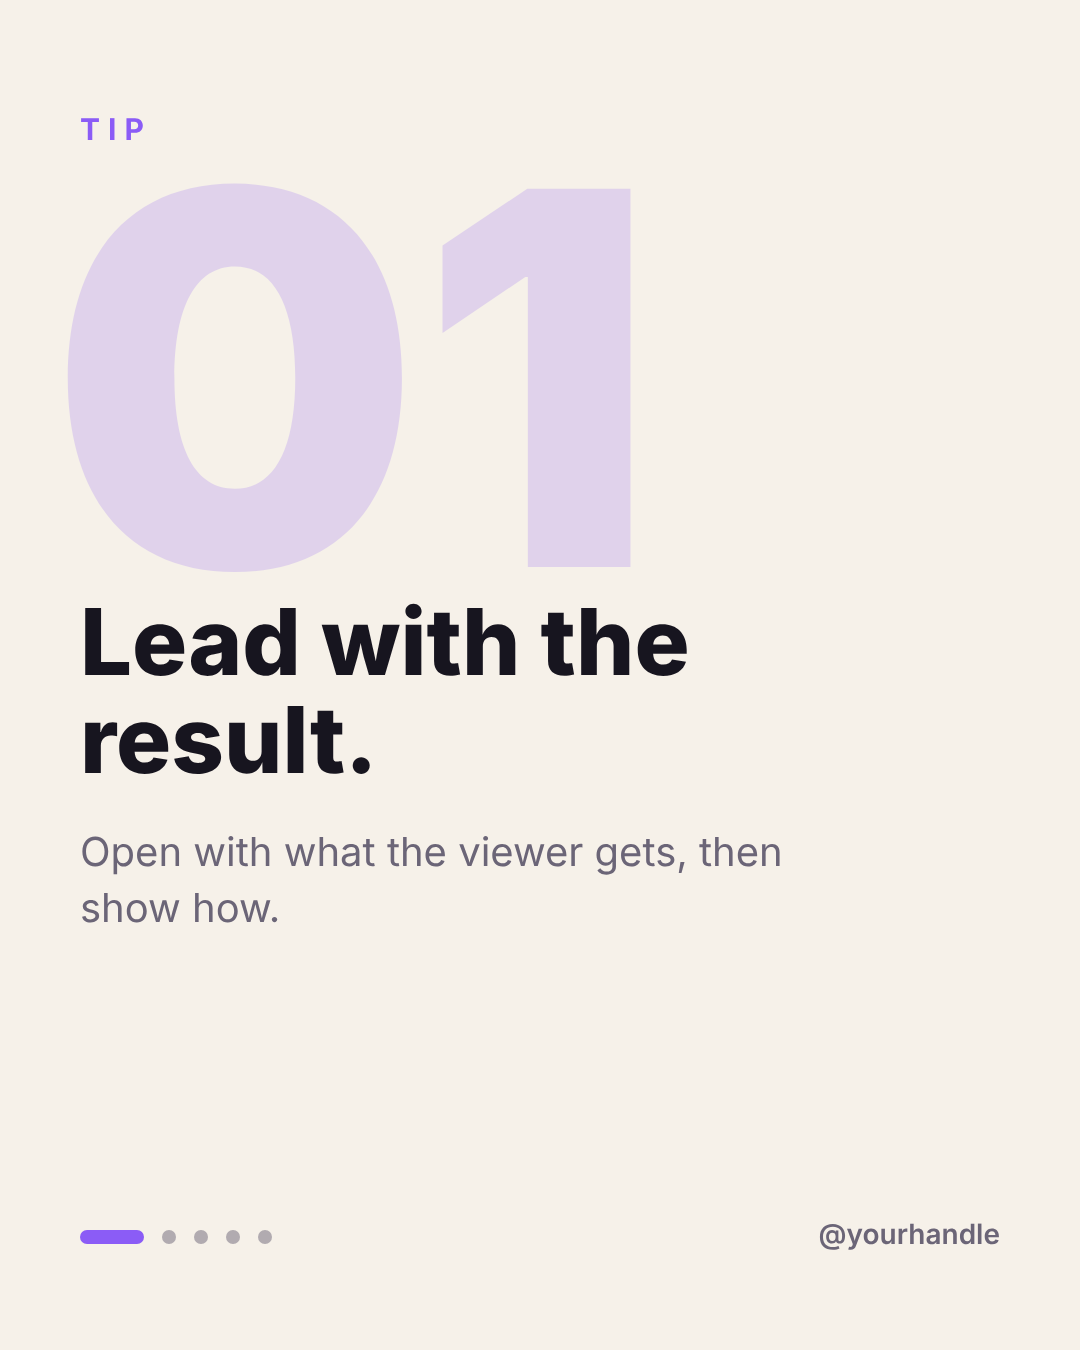 TIP
01
Lead with the
result.
Open with what the viewer gets, then
show how.
@yourhandle